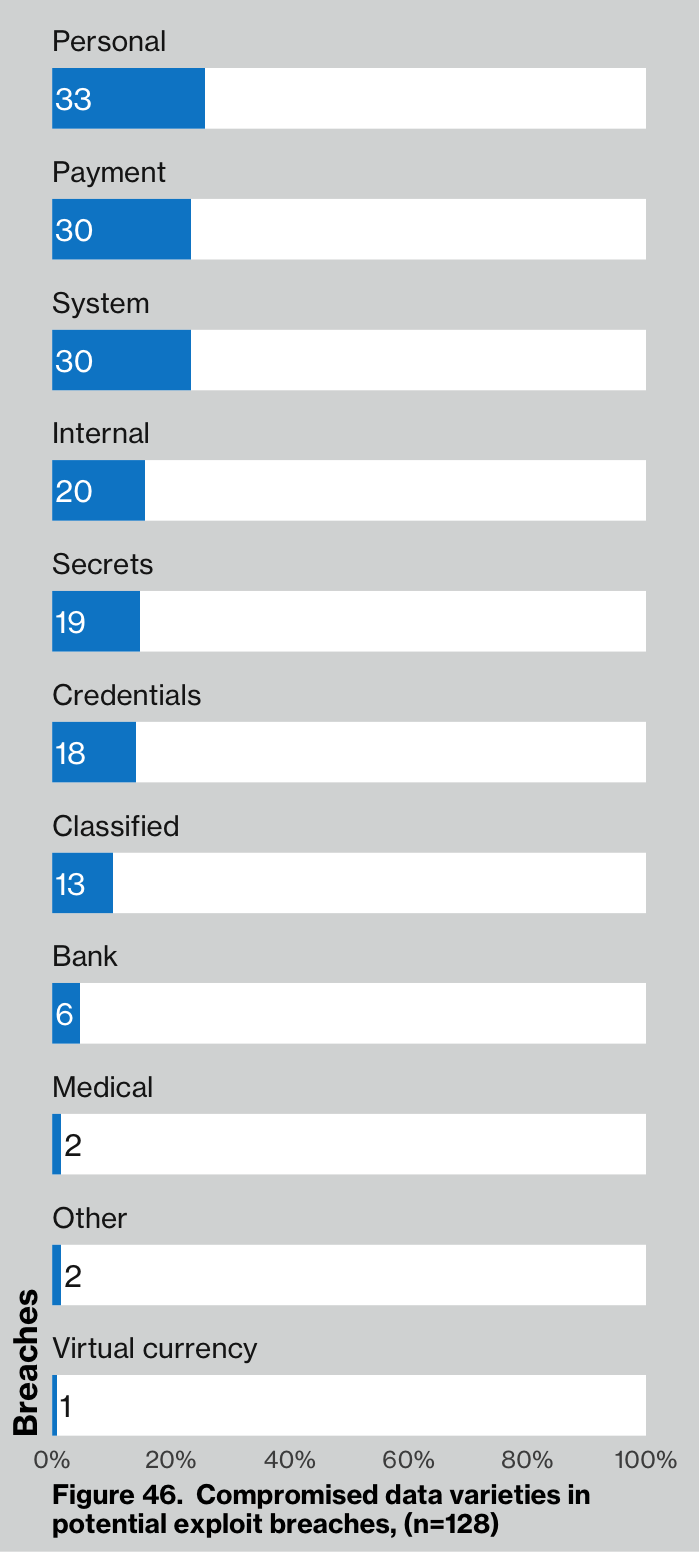 Personal
33
Payment
30
System
30
Internal
20
Secrets
19
Credentials
18
Classified
13
Bank
6
Medical
2
Other
2
Virtual currency
1
Breaches
0% 20% 40% 60% 80% 100%
Figure 46.  Compromised data varieties in
potential exploit breaches, (n=128)